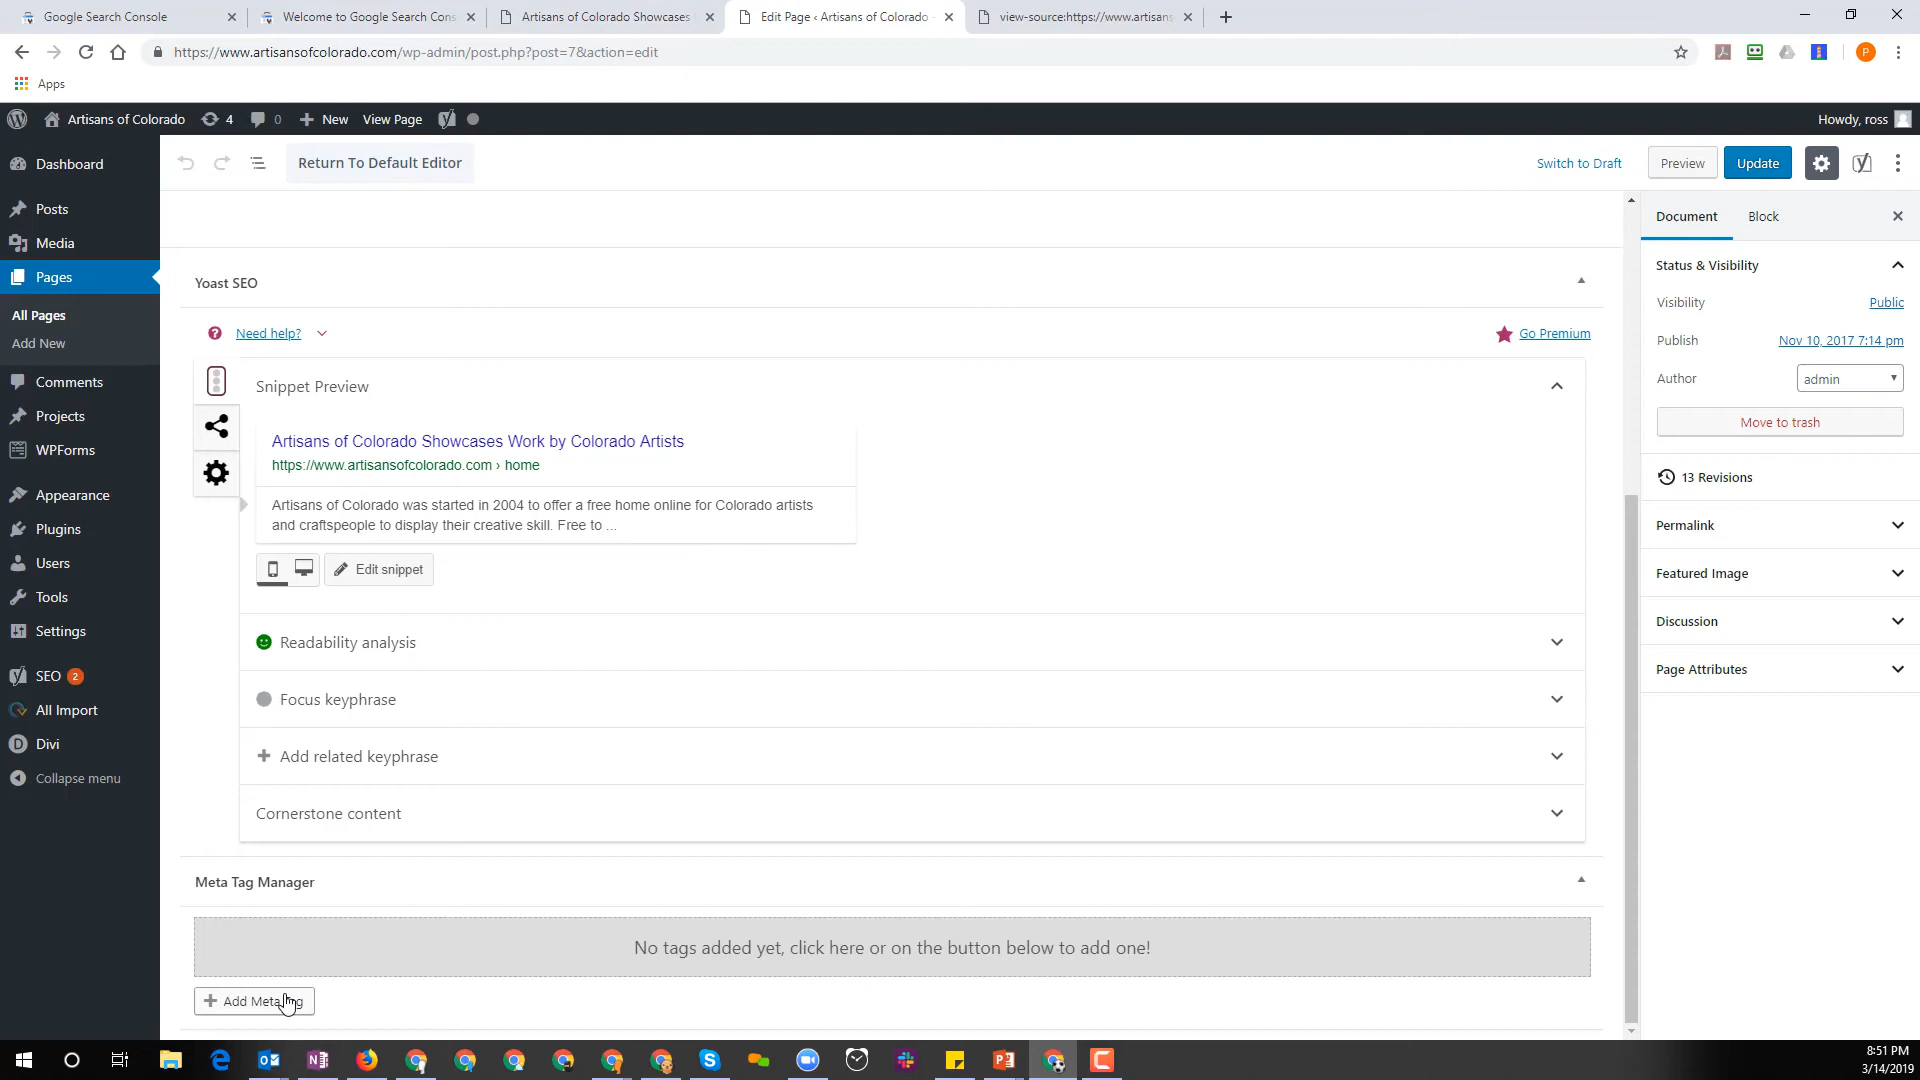 Google Search Console
Welcome to Google Search Cons
Artisans of Colorado Showcases
Edit Page ‹ Artisans of Colorado
view-source:https://www.artisans
https://www.artisansofcolorado.com/wp-admin/post.php?post=7&action=edit
P
Apps
Artisans of Colorado
4
0
New
View Page
Howdy, ross
Dashboard
Posts
Media
Pages
All Pages
Add New
Comments
Projects
WPForms
Appearance
Plugins
Users
Tools
Settings
SEO 2
All Import
Divi
Collapse menu
Return To Default Editor
Switch to Draft
Preview
Update
Yoast SEO
Need help?
Go Premium
Snippet Preview
Artisans of Colorado Showcases Work by Colorado Artists
https://www.artisansofcolorado.com › home
Artisans of Colorado was started in 2004 to offer a free home online for Colorado artists
and craftspeople to display their creative skill. Free to ...
Edit snippet
Readability analysis
Focus keyphrase
Add related keyphrase
Cornerstone content
Meta Tag Manager
No tags added yet, click here or on the button below to add one!
Add Meta
Document
Block
Status & Visibility
Visibility
Public
Publish
Nov 10, 2017 7:14 pm
Author
admin
Move to trash
13 Revisions
Permalink
Featured Image
Discussion
Page Attributes
8:51 PM
3/14/2019